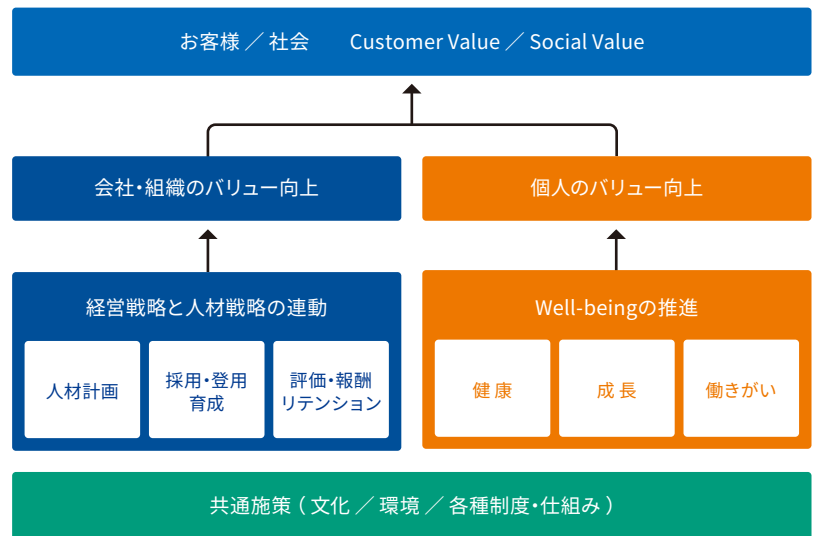 お客様 ／ 社会　　Customer Value ／ Social Value
会社・組織のバリュー向上
個人のバリュー向上
経営戦略と人材戦略の連動
人材計画
採用・登用
育成
評価・報酬
リテンション
Well-beingの推進
健 康
成 長
働きがい
共通施策（ 文化 ／ 環境 ／ 各種制度・仕組み ）